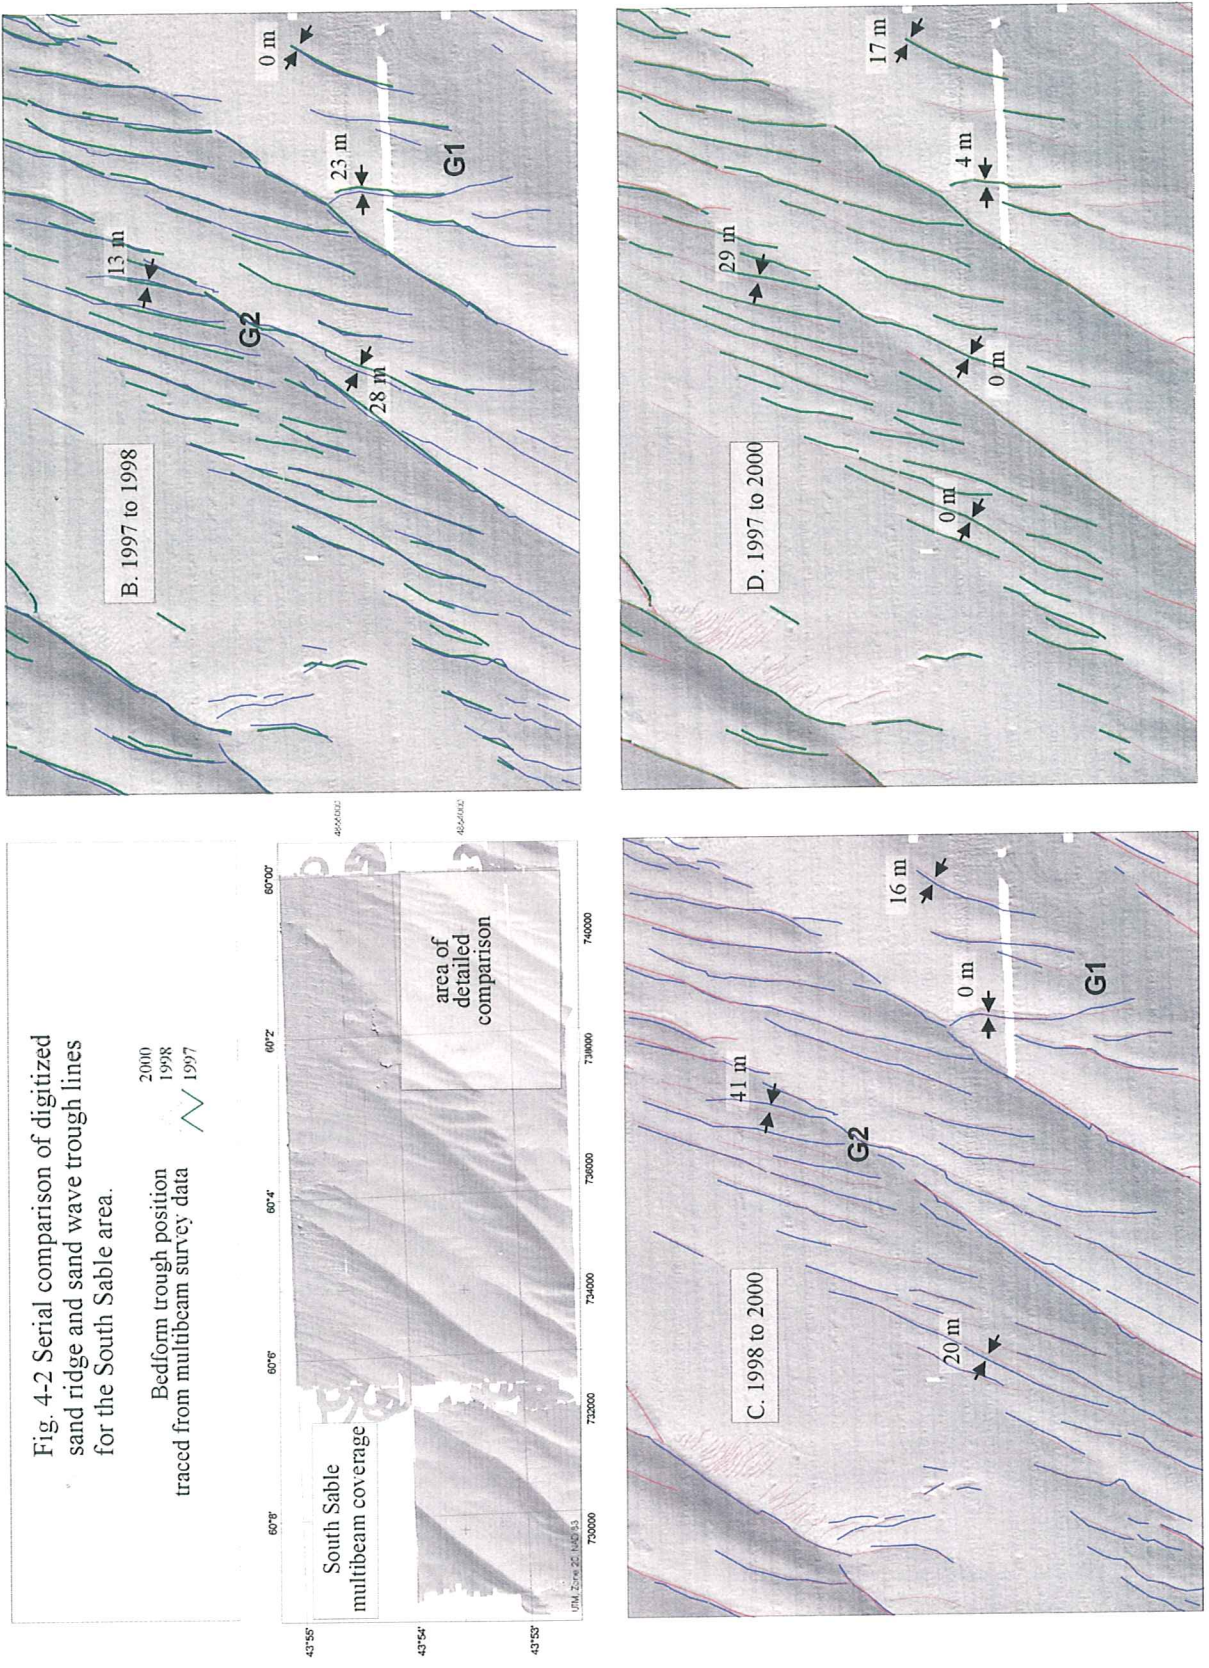 Fig. 4-2 Serial comparison of digitized
sand ridge and sand wave trough lines
for the South Sable area.
Bedform trough position
traced from multibeam survey data
2000
1998
1997
South Sable
multibeam coverage
area of
detailed
comparison
60°8'
60°6'
60°4'
60°2'
60°00'
43°55'
43°54'
43°53'
4866000
4864000
730000
732000
734000
736000
738000
740000
UTM, Zone 20, NAD 83
B. 1997 to 1998
13 m
G2
28 m
23 m
G1
0 m
C. 1998 to 2000
20 m
41 m
G2
0 m
G1
16 m
D. 1997 to 2000
0 m
29 m
0 m
4 m
17 m